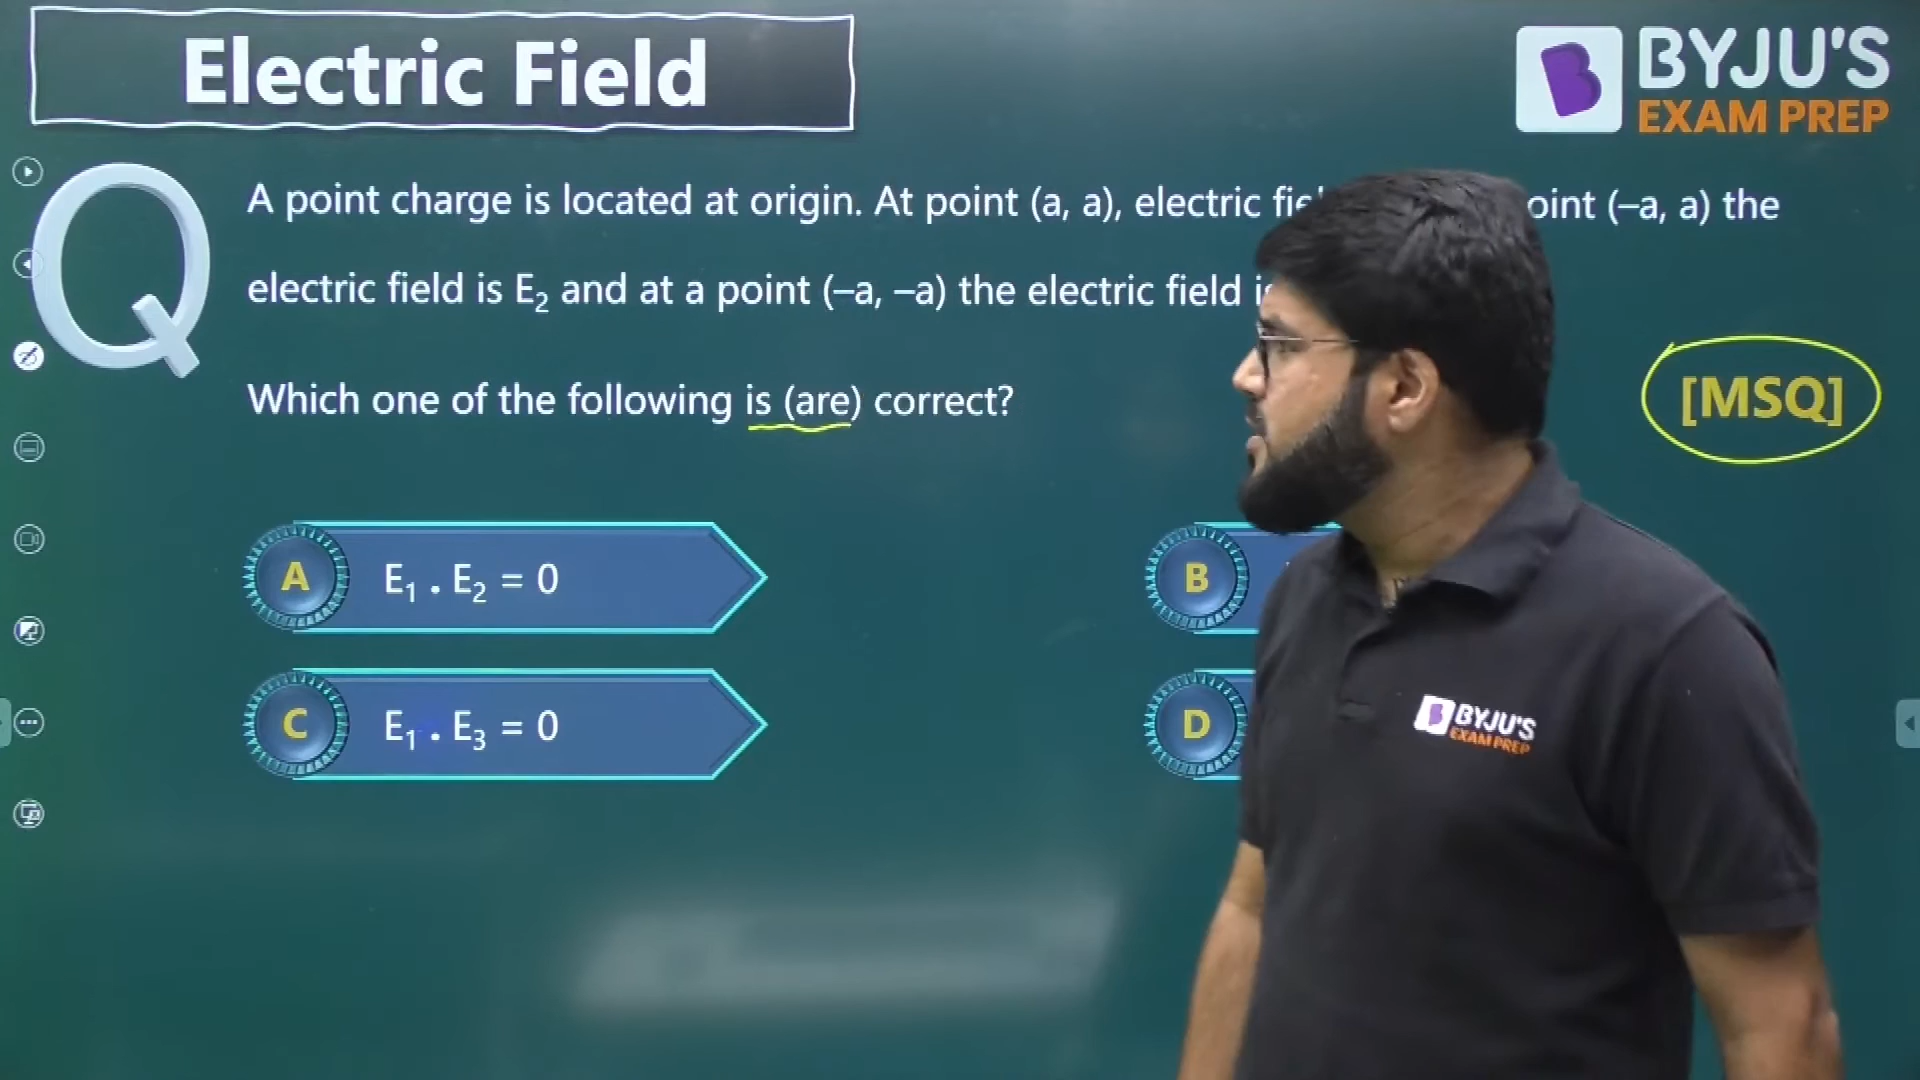 Electric Field
BYJU'S
EXAM PREP
Q
A point charge is located at origin. At point (a, a), electric (–a, a) the
electric field is E₂ and at a point (–a, –a) the electric field
Which one of the following is (are) correct?
[MSQ]
A E₁ . E₂ = 0
B
C E₁ . E₃ = 0
D
BYJU'S
EXAM PREP